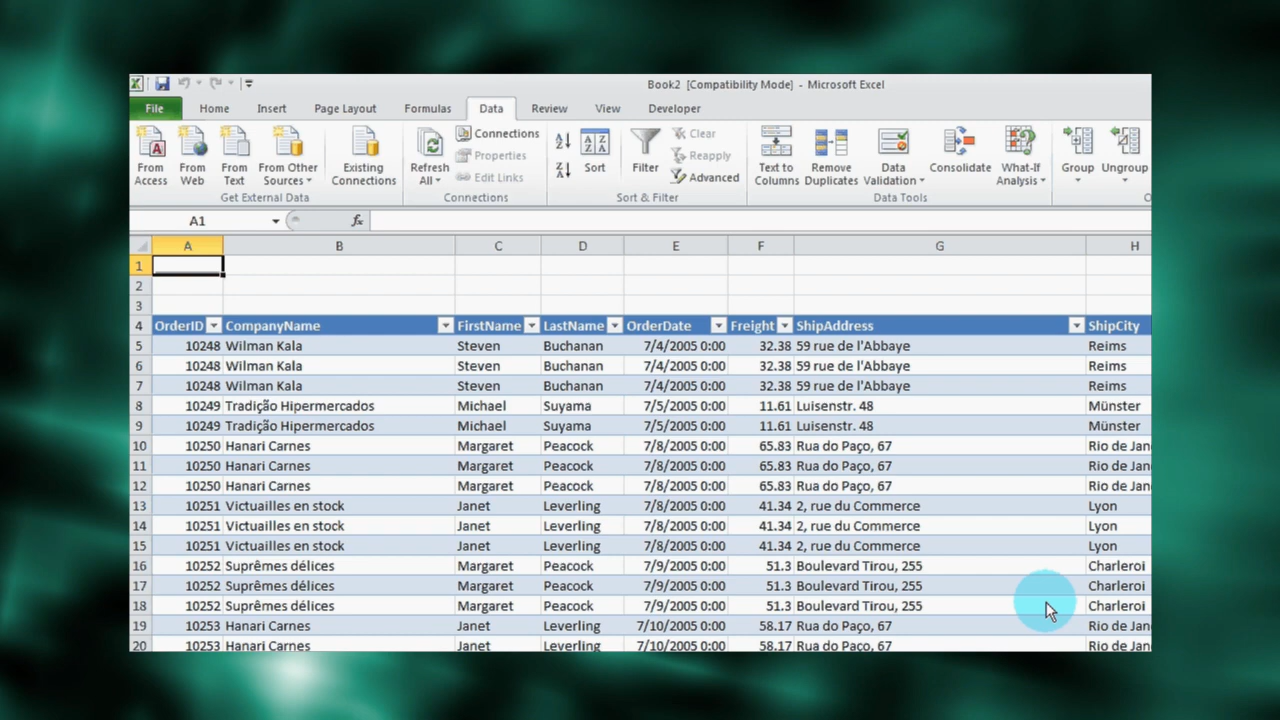 Book2 [Compatibility Mode] - Microsoft Excel
File Home Insert Page Layout Formulas Data Review View Developer
From Access From Web From Text From Other Sources Existing Connections Refresh All Connections Properties Edit Links Sort Filter Clear Reapply Advanced Text to Columns Remove Duplicates Data Validation Consolidate What-If Analysis Group Ungroup
Get External Data Connections Sort & Filter Data Tools
A1 fx
A B C D E F G H
1
2
3
4 OrderID CompanyName FirstName LastName OrderDate Freight ShipAddress ShipCity
5 10248 Wilman Kala Steven Buchanan 7/4/2005 0:00 32.38 59 rue de l'Abbaye Reims
6 10248 Wilman Kala Steven Buchanan 7/4/2005 0:00 32.38 59 rue de l'Abbaye Reims
7 10248 Wilman Kala Steven Buchanan 7/4/2005 0:00 32.38 59 rue de l'Abbaye Reims
8 10249 Tradição Hipermercados Michael Suyama 7/5/2005 0:00 11.61 Luisenstr. 48 Münster
9 10249 Tradição Hipermercados Michael Suyama 7/5/2005 0:00 11.61 Luisenstr. 48 Münster
10 10250 Hanari Carnes Margaret Peacock 7/8/2005 0:00 65.83 Rua do Paço, 67 Rio de Jan
11 10250 Hanari Carnes Margaret Peacock 7/8/2005 0:00 65.83 Rua do Paço, 67 Rio de Jan
12 10250 Hanari Carnes Margaret Peacock 7/8/2005 0:00 65.83 Rua do Paço, 67 Rio de Jan
13 10251 Victuailles en stock Janet Leverling 7/8/2005 0:00 41.34 2, rue du Commerce Lyon
14 10251 Victuailles en stock Janet Leverling 7/8/2005 0:00 41.34 2, rue du Commerce Lyon
15 10251 Victuailles en stock Janet Leverling 7/8/2005 0:00 41.34 2, rue du Commerce Lyon
16 10252 Suprêmes délices Margaret Peacock 7/9/2005 0:00 51.3 Boulevard Tirou, 255 Charleroi
17 10252 Suprêmes délices Margaret Peacock 7/9/2005 0:00 51.3 Boulevard Tirou, 255 Charleroi
18 10252 Suprêmes délices Margaret Peacock 7/9/2005 0:00 51.3 Boulevard Tirou, 255 Charleroi
19 10253 Hanari Carnes Janet Leverling 7/10/2005 0:00 58.17 Rua do Paço, 67 Rio de Jan
20 10253 Hanari Carnes Janet Leverling 7/10/2005 0:00 58.17 Rua do Paço, 67 Rio de Jan